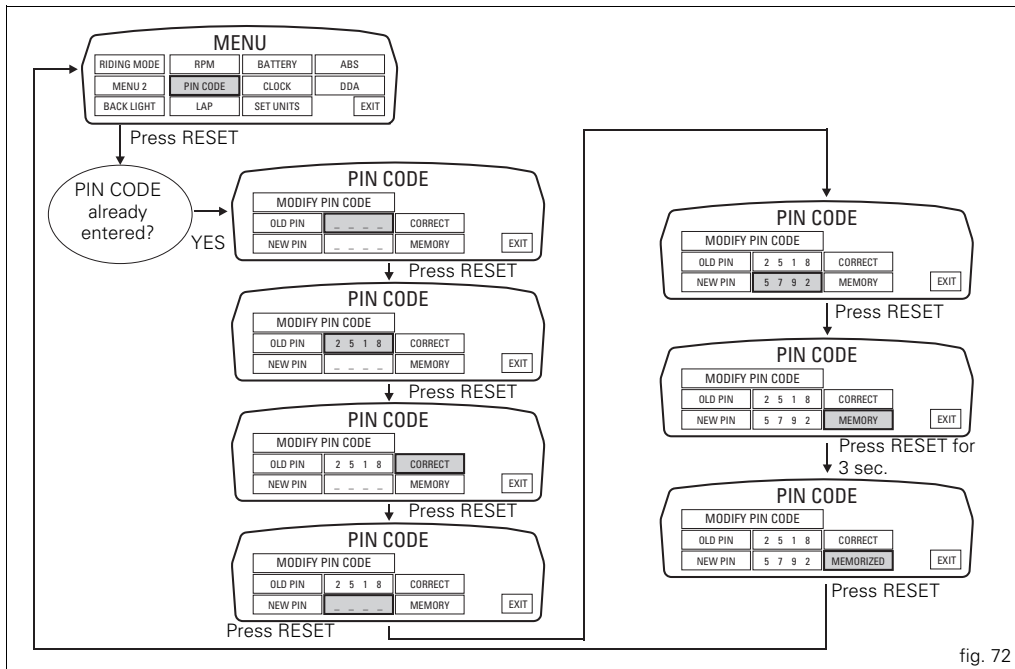 MENU
RIDING MODE RPM BATTERY ABS
MENU 2 PIN CODE CLOCK DDA
BACK LIGHT LAP SET UNITS EXIT
Press RESET
PIN CODE
already
entered?
YES
PIN CODE
MODIFY PIN CODE
OLD PIN _ _ _ _ CORRECT
NEW PIN _ _ _ _ MEMORY EXIT
Press RESET
PIN CODE
MODIFY PIN CODE
OLD PIN 2 5 1 8 CORRECT
NEW PIN _ _ _ _ MEMORY EXIT
Press RESET
PIN CODE
MODIFY PIN CODE
OLD PIN 2 5 1 8 CORRECT
NEW PIN _ _ _ _ MEMORY EXIT
Press RESET
PIN CODE
MODIFY PIN CODE
OLD PIN 2 5 1 8 CORRECT
NEW PIN _ _ _ _ MEMORY EXIT
Press RESET
PIN CODE
MODIFY PIN CODE
OLD PIN 2 5 1 8 CORRECT
NEW PIN 5 7 9 2 MEMORY EXIT
Press RESET
PIN CODE
MODIFY PIN CODE
OLD PIN 2 5 1 8 CORRECT
NEW PIN 5 7 9 2 MEMORY EXIT
Press RESET for
3 sec.
PIN CODE
MODIFY PIN CODE
OLD PIN 2 5 1 8 CORRECT
NEW PIN 5 7 9 2 MEMORIZED EXIT
Press RESET
fig. 72